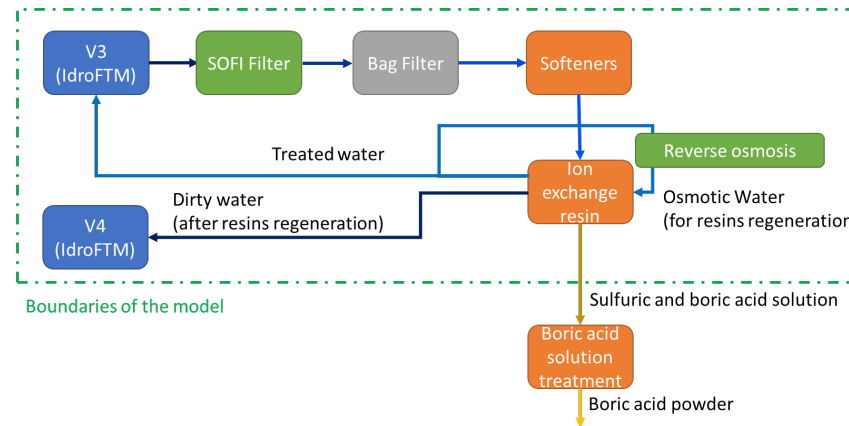 V3
(IdroFTM)
SOFI Filter
Bag Filter
Softeners
Treated water
Reverse osmosis
Ion
exchange
resin
Dirty water
(after resins regeneration)
Osmotic Water
(for resins regeneration
V4
(IdroFTM)
Boundaries of the model
Sulfuric and boric acid solution
Boric acid
solution
treatment
Boric acid powder